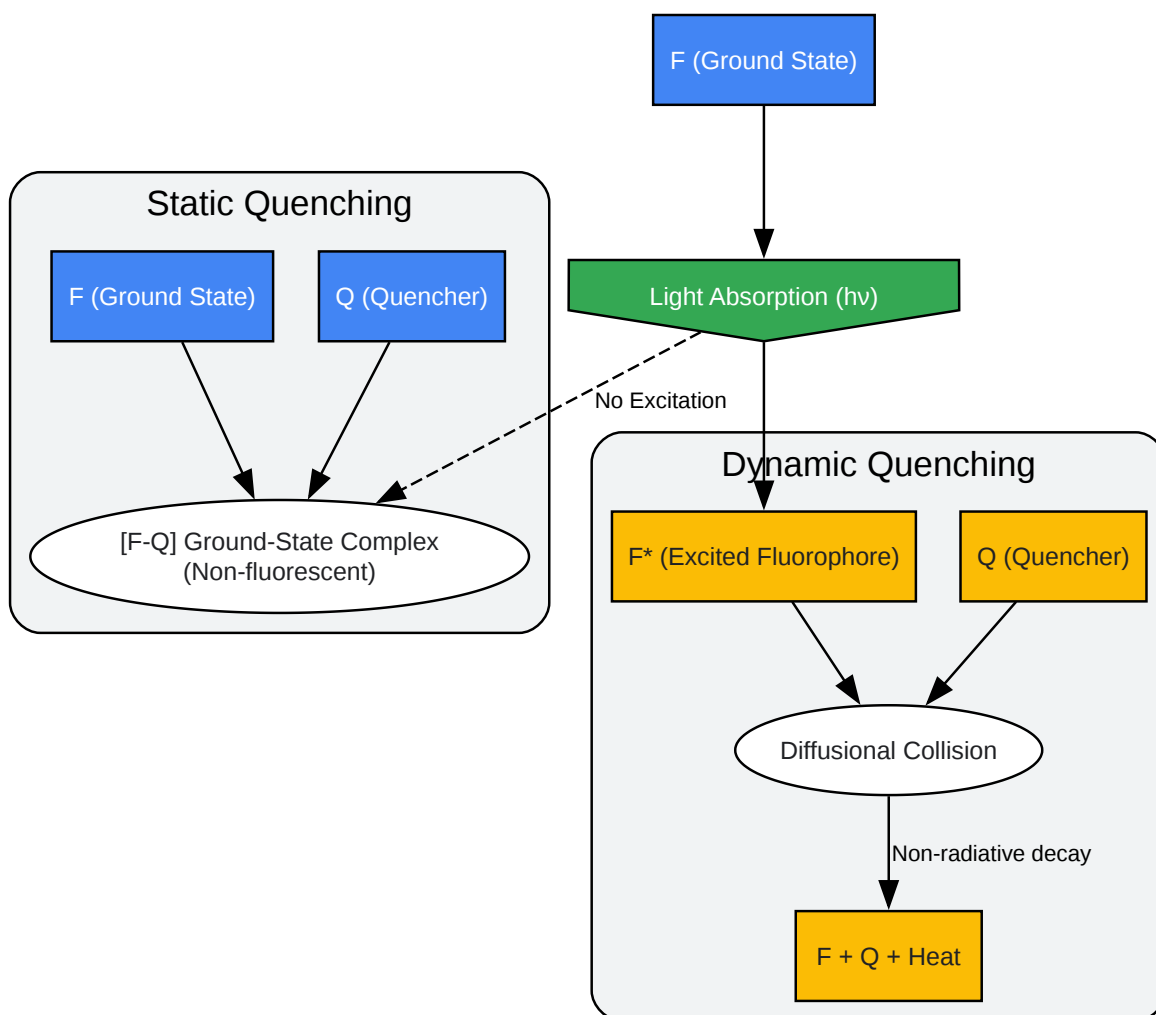 F (Ground State)
Static Quenching
F (Ground State)
Q (Quencher)
Light Absorption (hν)
No Excitation
[F-Q] Ground-State Complex
(Non-fluorescent)
Dynamic Quenching
F* (Excited Fluorophore)
Q (Quencher)
Diffusional Collision
Non-radiative decay
F + Q + Heat